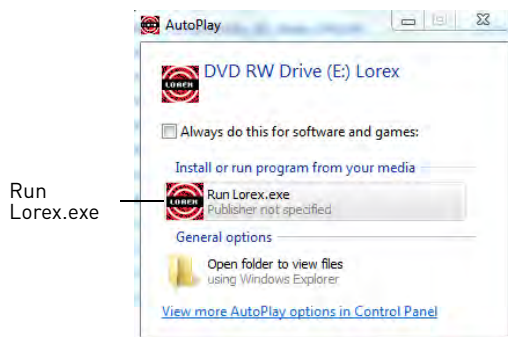 AutoPlay
DVD RW Drive (E:) Lorex
LOREX
Always do this for software and games:
Install or run program from your media
Run
Lorex.exe
LOREX
Run Lorex.exe
Publisher not specified
General options
Open folder to view files
using Windows Explorer
View more AutoPlay options in Control Panel